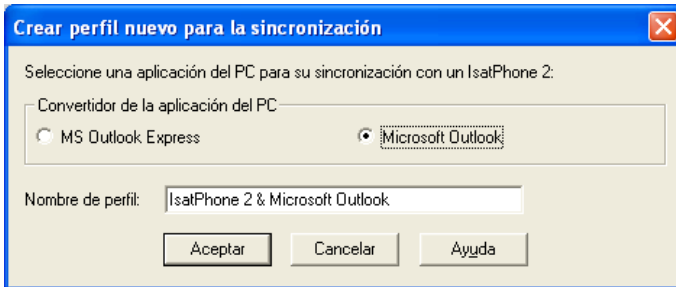 Crear perfil nuevo para la sincronización
Seleccione una aplicación del PC para su sincronización con un IsatPhone 2:
Convertidor de la aplicación del PC
MS Outlook Express Microsoft Outlook
Nombre de perfil: IsatPhone 2 & Microsoft Outlook
Aceptar Cancelar Ayuda